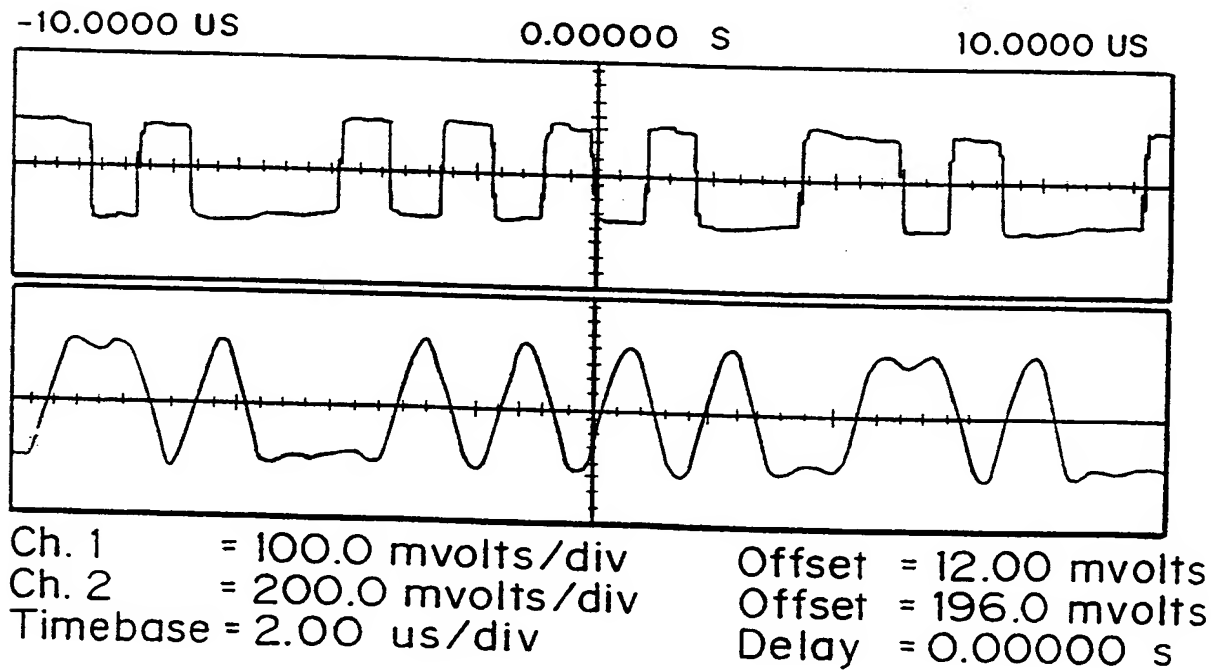 -10.0000 US 0.00000 S 10.0000 US
Ch. 1 = 100.0 mvolts/div Offset = 12.00 mvolts
Ch. 2 = 200.0 mvolts/div Offset = 196.0 mvolts
Timebase = 2.00 us/div Delay = 0.00000 s